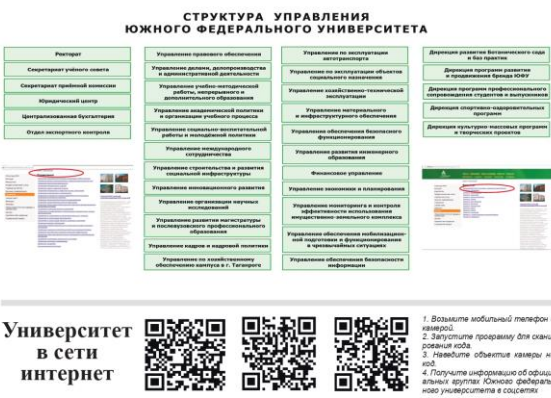 СТРУКТУРА УПРАВЛЕНИЯ
ЮЖНОГО ФЕДЕРАЛЬНОГО УНИВЕРСИТЕТА
Ректорат
Секретариат учёного совета
Секретариат приёмной комиссии
Юридический центр
Централизованная бухгалтерия
Отдел экспортного контроля
Управление правового обеспечения
Управление делами, делопроизводства
и административной деятельности
Управление учебно-методической
работы, непрерывного и
дополнительного образования
Управление академической политики
и организации учебного процесса
Управление социально-воспитательной
работы и молодёжной политики
Управление международного
сотрудничества
Управление строительства и развития
социальной инфраструктуры
Управление инновационного развития
Управление организации научных
исследований
Управление развития магистратуры
и послевузовского профессионального
образования
Управление кадров и кадровой политики
Управление по хозяйственному
обеспечению кампуса в г. Таганроге
Управление по эксплуатации
автотранспорта
Управление по эксплуатации объектов
социального назначения
Управление хозяйственно-технической
эксплуатации
Управление материального
и инфраструктурного обеспечения
Управление обеспечения безопасного
функционирования
Управление развития инженерного
образования
Финансовое управление
Управление экономики и планирования
Управление мониторинга и контроля
эффективности использования
имущественно-земельного комплекса
Управление обеспечения мобилизацион-
ной подготовки и функционирования
в чрезвычайных ситуациях
Управление обеспечения безопасности
информации
Дирекция развития Ботанического сада
и баз практик
Дирекция программ развития
и продвижения бренда ЮФУ
Дирекция программ профессионального
сопровождения студентов и выпускников
Дирекция спортивно-оздоровительных
программ
Дирекция культурно-массовых программ
и творческих проектов
Университет
в сети
интернет
1. Возьмите мобильный телефон
камерой.
2. Запустите программу для скани
рования кода.
3. Наведите объектив камеры н
код.
4. Получите информацию об офици
альных группах Южного федераль
ного университета в соцсетях